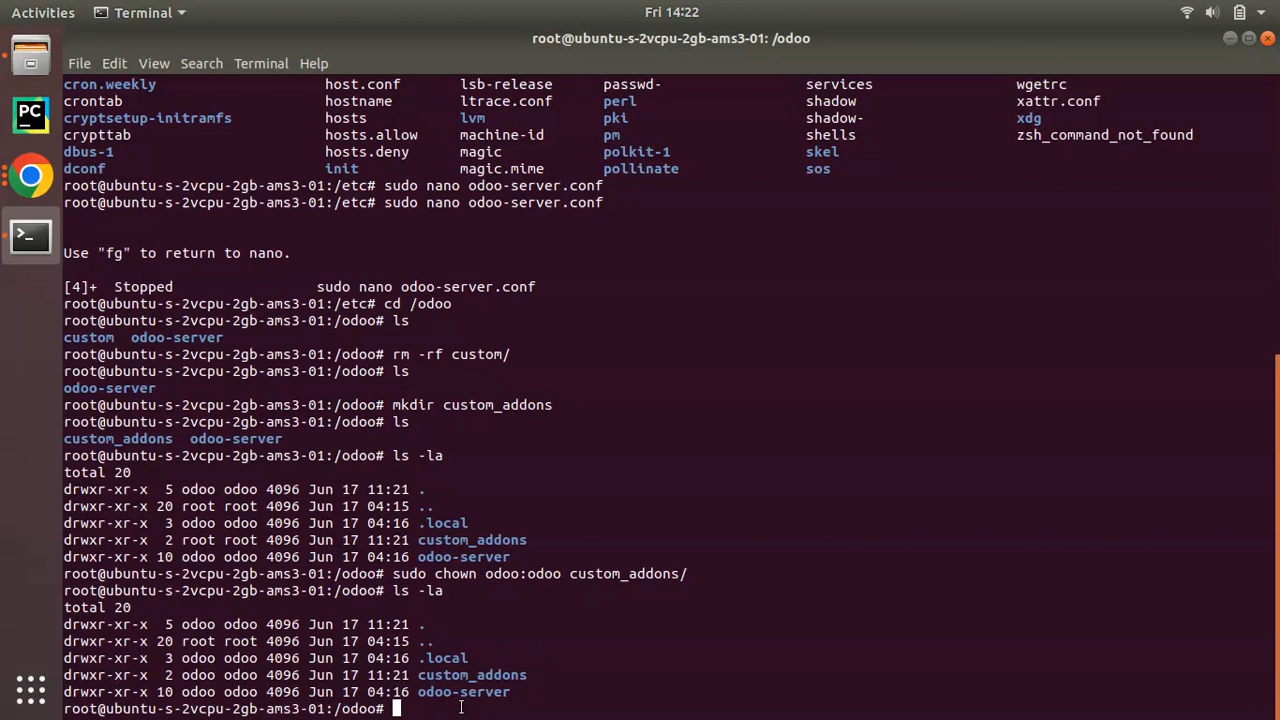 Activities Terminal Fri 14:22
root@ubuntu-s-2vcpu-2gb-ams3-01: /odoo
File Edit View Search Terminal Help
cron.weekly host.conf lsb-release passwd- services wgetrc
crontab hostname ltrace.conf perl shadow xattr.conf
cryptsetup-initramfs hosts lvm pki shadow- xdg
crypttab hosts.allow machine-id pm shells zsh_command_not_found
dbus-1 hosts.deny magic polkit-1 skel
dconf init magic.mime pollinate sos
root@ubuntu-s-2vcpu-2gb-ams3-01:/etc# sudo nano odoo-server.conf
root@ubuntu-s-2vcpu-2gb-ams3-01:/etc# sudo nano odoo-server.conf
Use "fg" to return to nano.
[4]+ Stopped sudo nano odoo-server.conf
root@ubuntu-s-2vcpu-2gb-ams3-01:/etc# cd /odoo
root@ubuntu-s-2vcpu-2gb-ams3-01:/odoo# ls
custom odoo-server
root@ubuntu-s-2vcpu-2gb-ams3-01:/odoo# rm -rf custom/
root@ubuntu-s-2vcpu-2gb-ams3-01:/odoo# ls
odoo-server
root@ubuntu-s-2vcpu-2gb-ams3-01:/odoo# mkdir custom_addons
root@ubuntu-s-2vcpu-2gb-ams3-01:/odoo# ls
custom_addons odoo-server
root@ubuntu-s-2vcpu-2gb-ams3-01:/odoo# ls -la
total 20
drwxr-xr-x 5 odoo odoo 4096 Jun 17 11:21 .
drwxr-xr-x 20 root root 4096 Jun 17 04:15 ..
drwxr-xr-x 3 odoo odoo 4096 Jun 17 04:16 .local
drwxr-xr-x 2 root root 4096 Jun 17 11:21 custom_addons
drwxr-xr-x 10 odoo odoo 4096 Jun 17 04:16 odoo-server
root@ubuntu-s-2vcpu-2gb-ams3-01:/odoo# sudo chown odoo:odoo custom_addons/
root@ubuntu-s-2vcpu-2gb-ams3-01:/odoo# ls -la
total 20
drwxr-xr-x 5 odoo odoo 4096 Jun 17 11:21 .
drwxr-xr-x 20 root root 4096 Jun 17 04:15 ..
drwxr-xr-x 3 odoo odoo 4096 Jun 17 04:16 .local
drwxr-xr-x 2 odoo odoo 4096 Jun 17 11:21 custom_addons
drwxr-xr-x 10 odoo odoo 4096 Jun 17 04:16 odoo-server
root@ubuntu-s-2vcpu-2gb-ams3-01:/odoo#
PC
>_